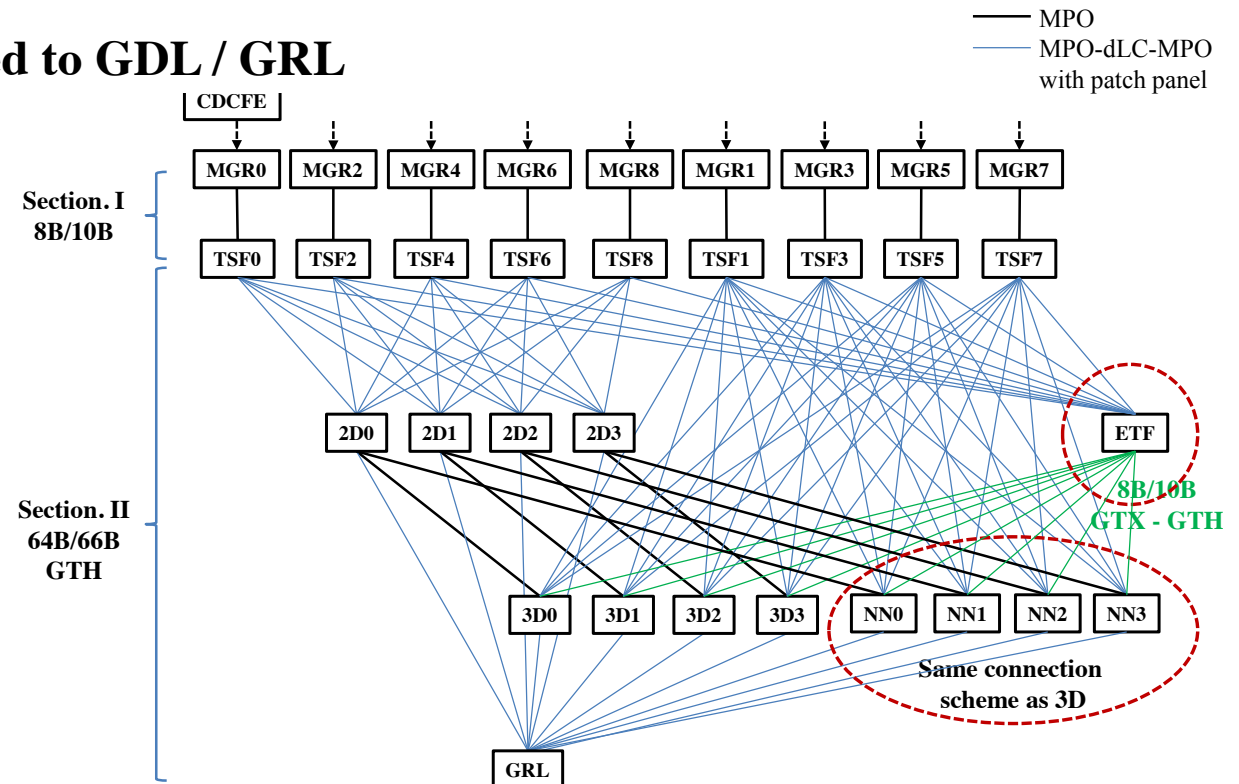 MPO
MPO-dLC-MPO
with patch panel
ed to GDL / GRL
CDCFE
MGR0 MGR2 MGR4 MGR6 MGR8 MGR1 MGR3 MGR5 MGR7
Section. I
8B/10B
TSF0 TSF2 TSF4 TSF6 TSF8 TSF1 TSF3 TSF5 TSF7
2D0 2D1 2D2 2D3 ETF
8B/10B
GTX - GTH
Section. II
64B/66B
GTH
3D0 3D1 3D2 3D3 NN0 NN1 NN2 NN3
Same connection
scheme as 3D
GRL